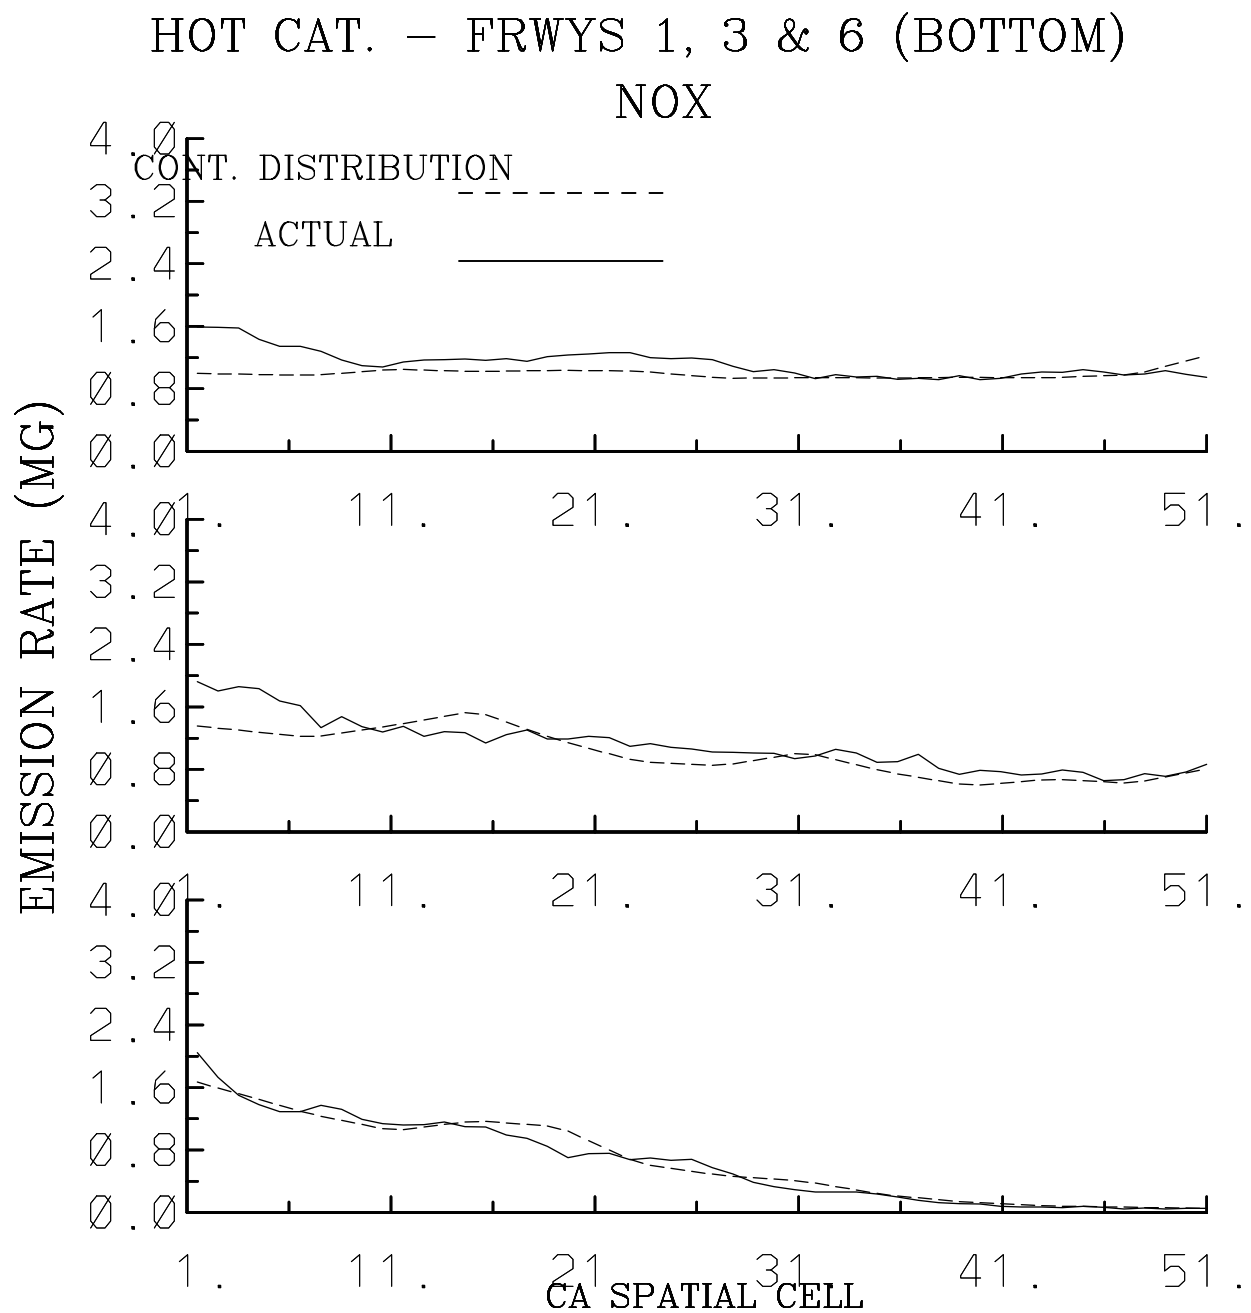 HOT CAT. – FRWYS 1, 3 & 6 (BOTTOM)
NOX
EMISSION RATE (MG)
4.0
CONT. DISTRIBUTION
3.2
ACTUAL
2.4
1.6
0.8
0.0
1. 11. 21. 31. 41. 51.
4.0
3.2
2.4
1.6
0.8
0.0
1. 11. 21. 31. 41. 51.
4.0
3.2
2.4
1.6
0.8
0.0
1. 11. 21. 31. 41. 51.
CA SPATIAL CELL